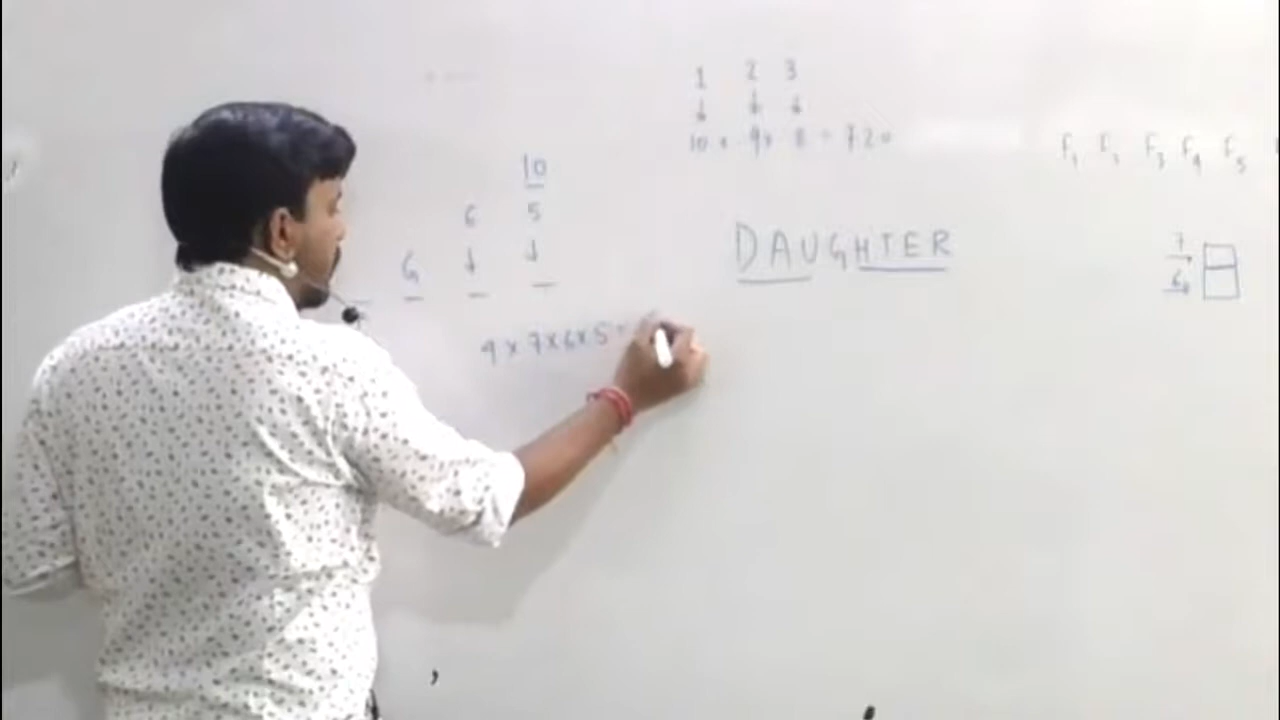 1 2 3
↓ ↓ ↓
10 × 9 × 8 = 720
F1 F2 F3 F4 F5
10
6 5
↓ ↓
DAUGHTER
7
6
9 × 7 × 6 × 5 =